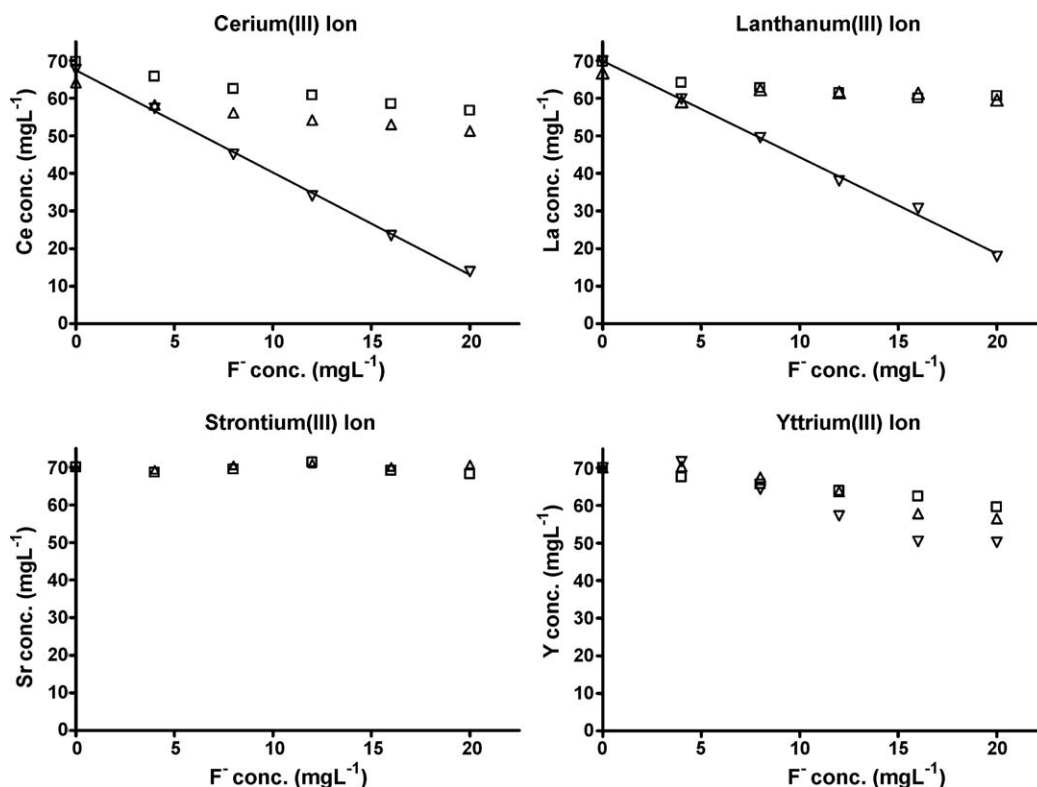 Cerium(III) Ion
Ce conc. (mgL⁻¹)
70
60
50
40
30
20
10
0
0 5 10 15 20
F⁻ conc. (mgL⁻¹)
Lanthanum(III) Ion
La conc. (mgL⁻¹)
70
60
50
40
30
20
10
0
0 5 10 15 20
F⁻ conc. (mgL⁻¹)
Strontium(III) Ion
Sr conc. (mgL⁻¹)
70
60
50
40
30
20
10
0
0 5 10 15 20
F⁻ conc. (mgL⁻¹)
Yttrium(III) Ion
Y conc. (mgL⁻¹)
70
60
50
40
30
20
10
0
0 5 10 15 20
F⁻ conc. (mgL⁻¹)